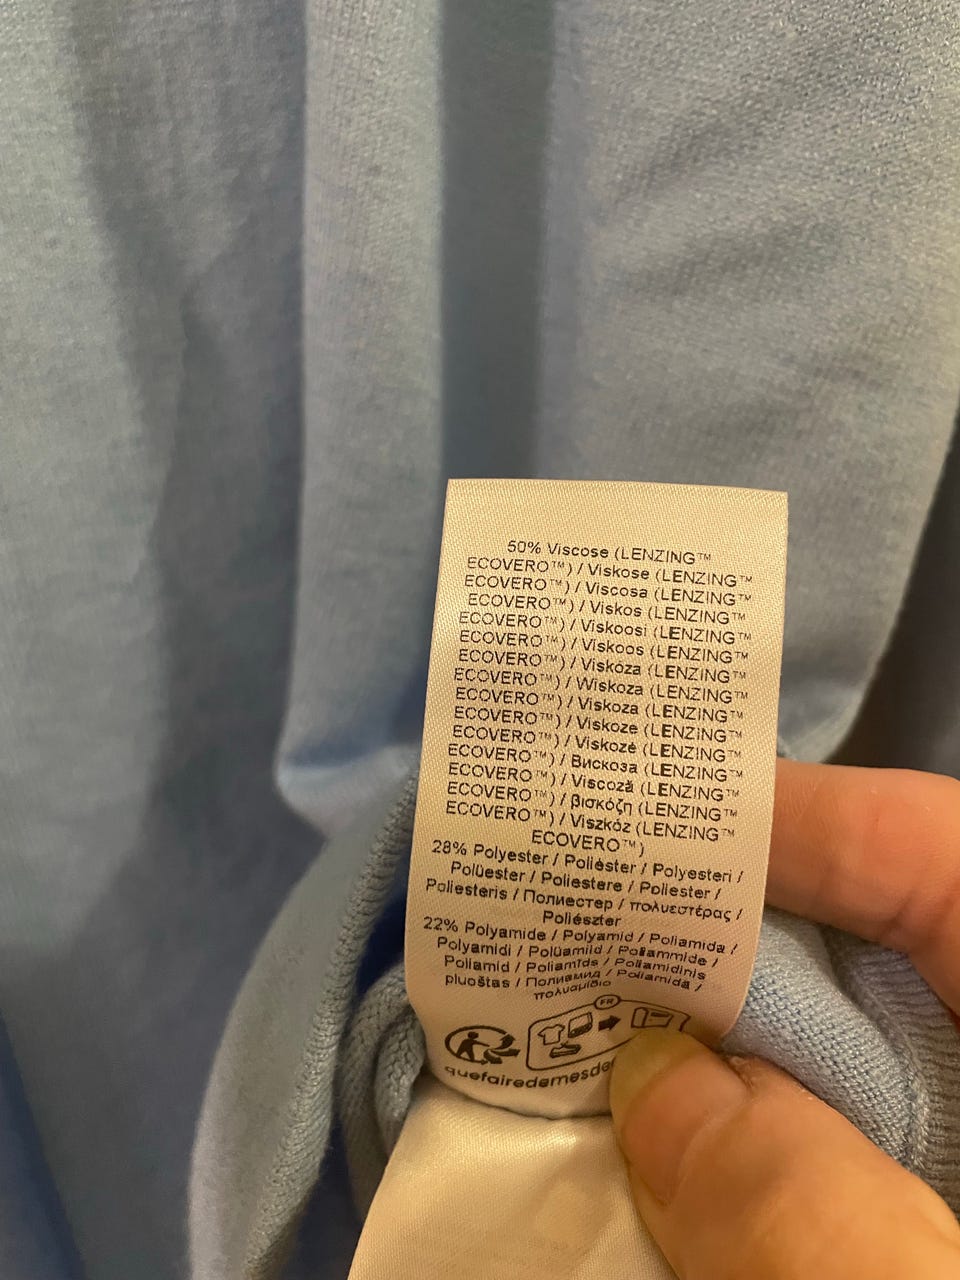 50% Viscose (LENZING™
ECOVERO™) / Viskose (LENZING™
ECOVERO™) / Viscosa (LENZING™
ECOVERO™) / Viskos (LENZING™
ECOVERO™) / Viskoosi (LENZING™
ECOVERO™) / Viskoos (LENZING™
ECOVERO™) / Viskóza (LENZING™
ECOVERO™) / Wiskoza (LENZING™
ECOVERO™) / Viskoza (LENZING™
ECOVERO™) / Viskoze (LENZING™
ECOVERO™) / Viskozė (LENZING™
ECOVERO™) / Вискоза (LENZING™
ECOVERO™) / Viscoză (LENZING™
ECOVERO™) / βισκόζη (LENZING™
ECOVERO™) / Viszkóz (LENZING™
ECOVERO™)
28% Polyester / Poliéster / Polyesteri /
Polüester / Poliestere / Poliester /
Poliesteris / Полиестер / πολυεστέρας /
Poliészter
22% Polyamide / Polyamid / Poliamida /
Polyamidi / Polüamiid / Poliammide /
Poliamid / Poliamīds / Poliamidinis
pluoštas / Полиамид / Poliamidă /
πολυαμίδιο
FR
quefairedemesde